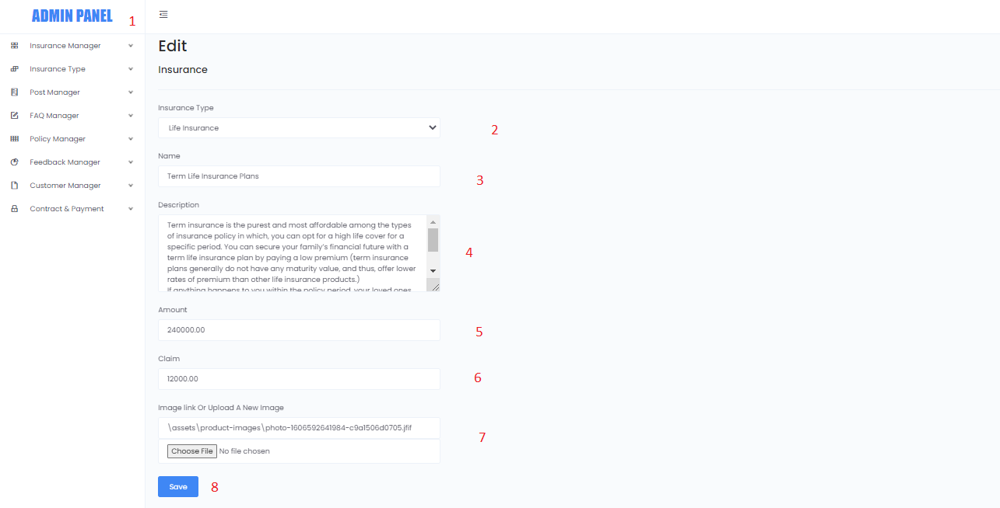 ADMIN PANEL
1
Insurance Manager
Insurance Type
Post Manager
FAQ Manager
Policy Manager
Feedback Manager
Customer Manager
Contract & Payment
Edit
Insurance
Insurance Type
Life Insurance
2
Name
Term Life Insurance Plans
3
Description
Term insurance is the purest and most affordable among the types
of insurance policy in which, you can opt for a high life cover for a
specific period. You can secure your family's financial future with a
term life insurance plan by paying a low premium (term insurance
plans generally do not have any maturity value, and thus, offer lower
rates of premium than other life insurance products.)
If anything happens to you within the policy period, your loved ones
4
Amount
240000.00
5
Claim
12000.00
6
Image link Or Upload A New Image
\assets\product-images\photo-1606592641984-c9a1506d0705.jfif
7
Choose File No file chosen
Save
8